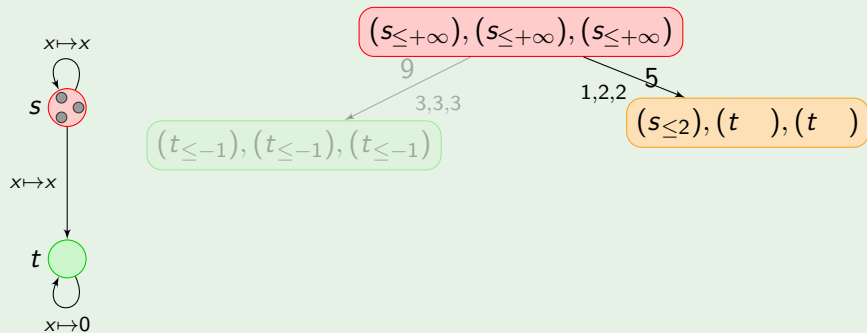 x↦x
s
x↦x
t
x↦0
(s≤+∞),(s≤+∞),(s≤+∞)
9
3,3,3
5
1,2,2
(t≤−1),(t≤−1),(t≤−1)
(s≤2),(t ),(t )